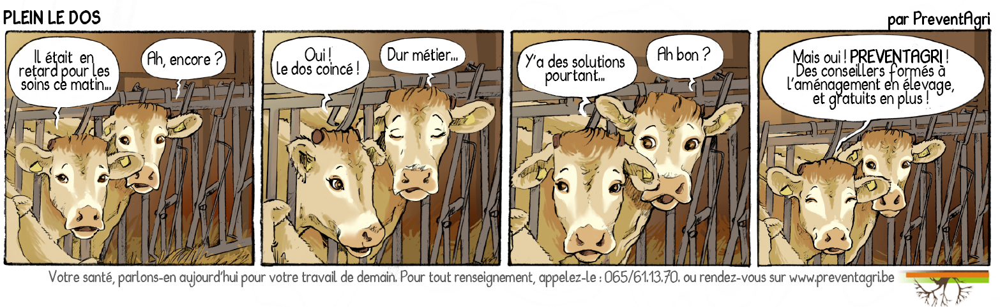 PLEIN LE DOS
par PreventAgri
Il était en
retard pour les
soins ce matin...
Ah, encore ?
Oui !
Le dos coincé !
Dur métier...
Y'a des solutions
pourtant...
Ah bon ?
Mais oui ! PREVENTAGRI !
Des conseillers formés à
l'aménagement en élevage,
et gratuits en plus !
Votre santé, parlons-en aujourd'hui pour votre travail de demain. Pour tout renseignement, appelez-le : 065/61.13.70. ou rendez-vous sur www.preventagri.be